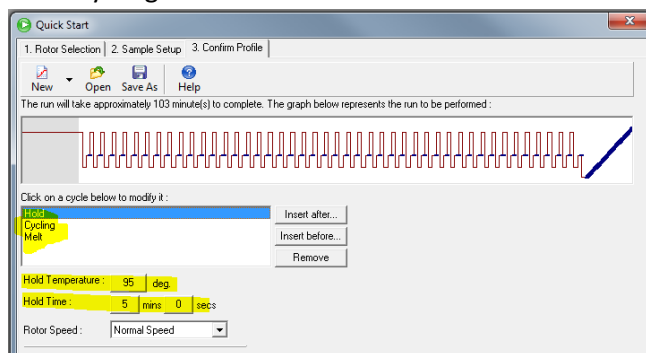 Quick Start
1. Rotor Selection 2. Sample Setup 3. Confirm Profile
New Open Save As Help
The run will take approximately 103 minute(s) to complete. The graph below represents the run to be performed :
Click on a cycle below to modify it :
Hold
Cycling
Melt
Insert after...
Insert before...
Remove
Hold Temperature : 95 deg.
Hold Time : 5 mins 0 secs
Rotor Speed : Normal Speed